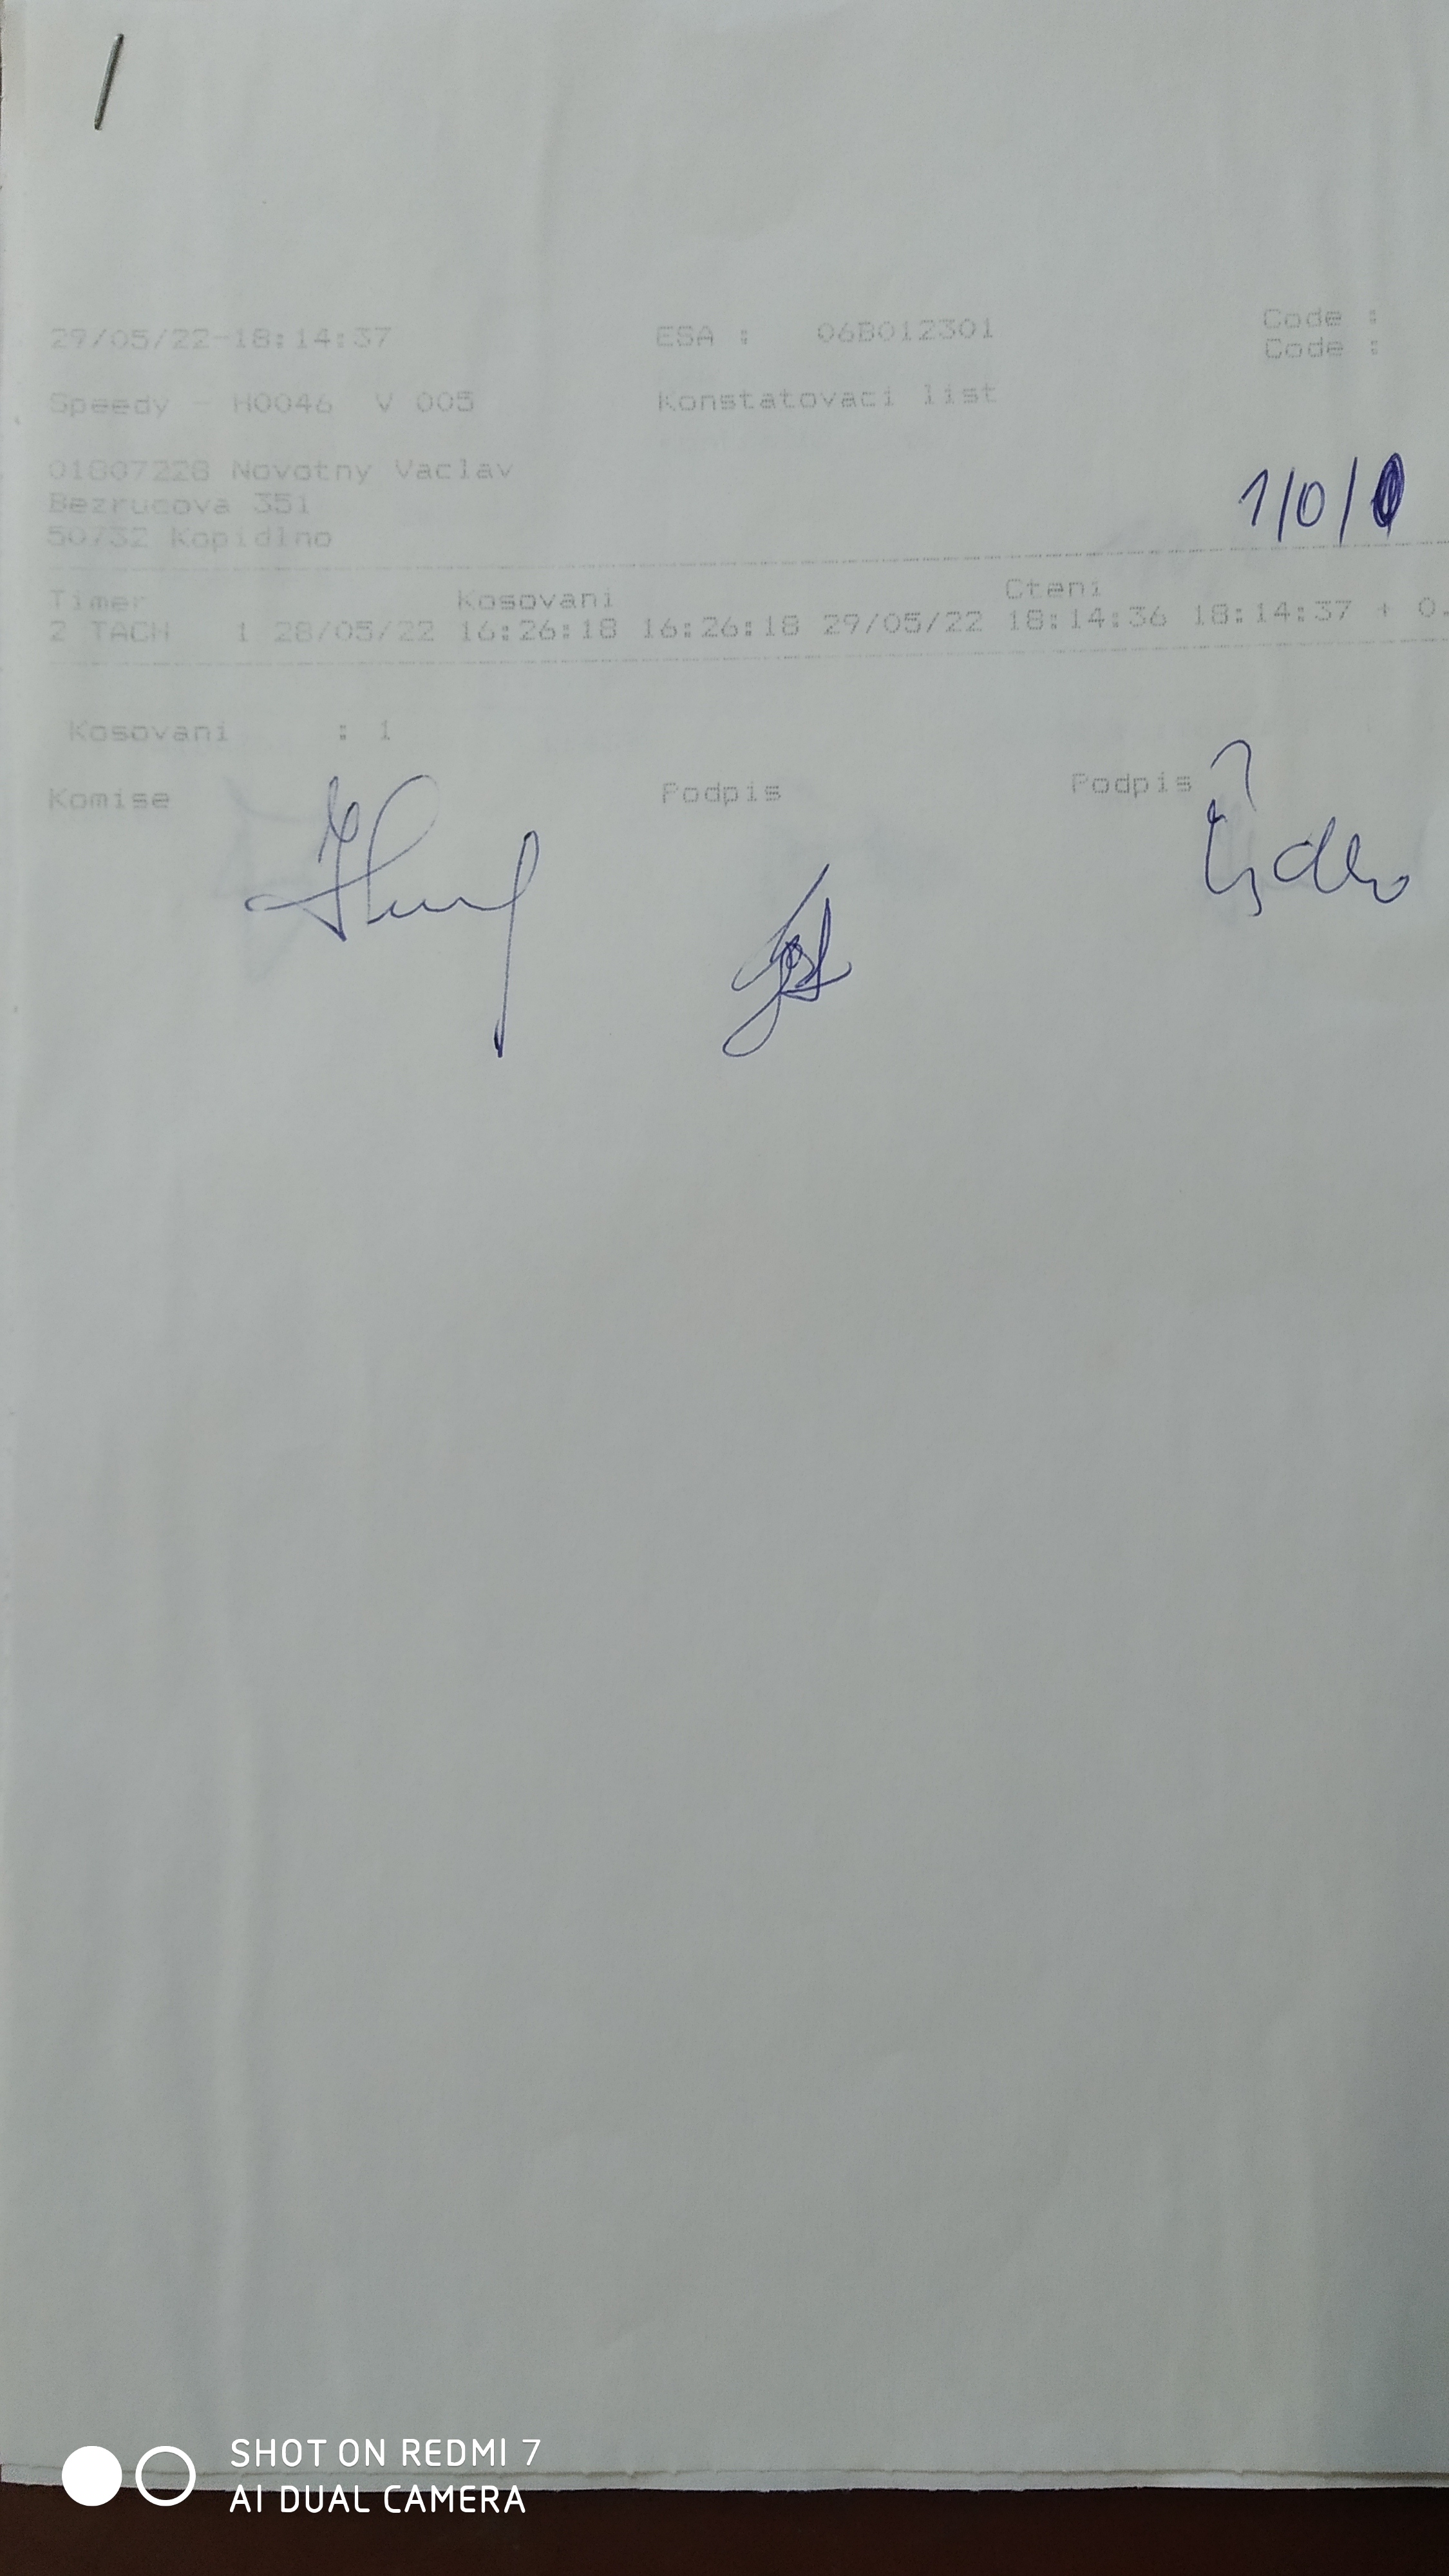 29/05/22-18:14:37 ESA : 06B012301 Code :
Code :
Speedy - H0046 V 005 Konstatovaci list
01807228 Novotny Vaclav
Bezrucova 351
50732 Kopidlno
1/0/
Timer Kosovani Cteni
2 TACH 1 28/05/22 16:26:18 16:26:18 29/05/22 18:14:36 18:14:37 + 0.
Kosovani : 1
Komise Podpis Podpis
SHOT ON REDMI 7
AI DUAL CAMERA